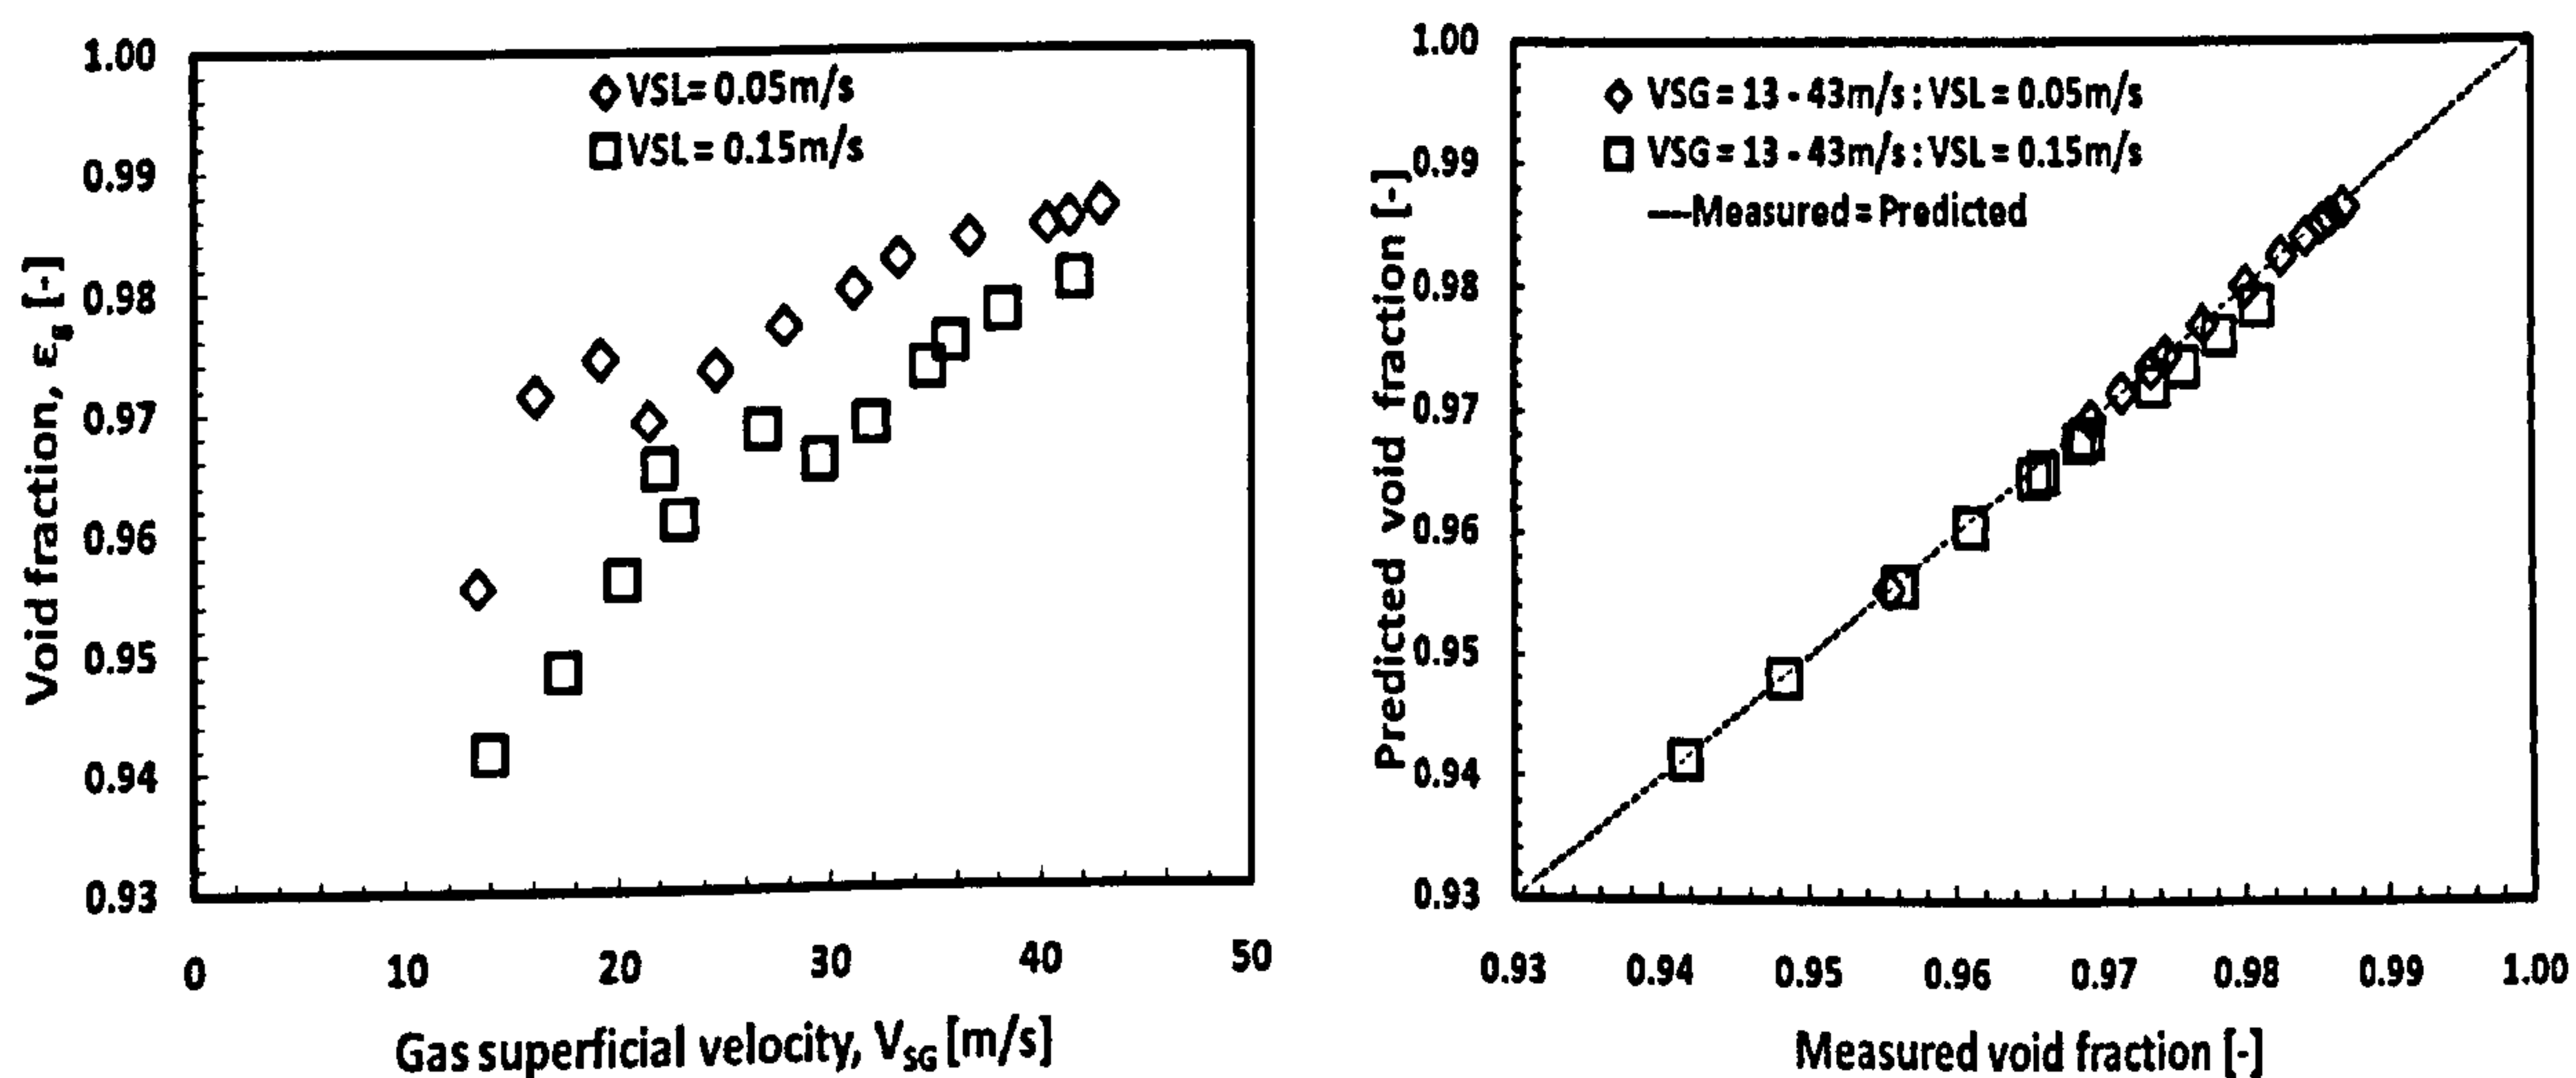 1.00
0.99
0.98
0.97
0.96
0.95
0.94
0.93
Void fraction, εg [-]
VSL= 0.05m/s
VSL= 0.15m/s
0 10 20 30 40 50
Gas superficial velocity, VSG [m/s]
1.00
0.99
0.98
0.97
0.96
0.95
0.94
0.93
Predicted void fraction [-]
VSG = 13 - 43m/s : VSL = 0.05m/s
VSG = 13 - 43m/s : VSL = 0.15m/s
----Measured = Predicted
0.93 0.94 0.95 0.96 0.97 0.98 0.99 1.00
Measured void fraction [-]